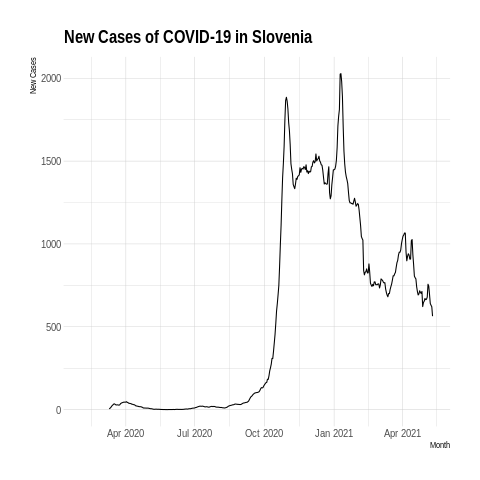 New Cases of COVID-19 in Slovenia
New Cases
2000
1500
1000
500
0
Apr 2020 Jul 2020 Oct 2020 Jan 2021 Apr 2021
Month